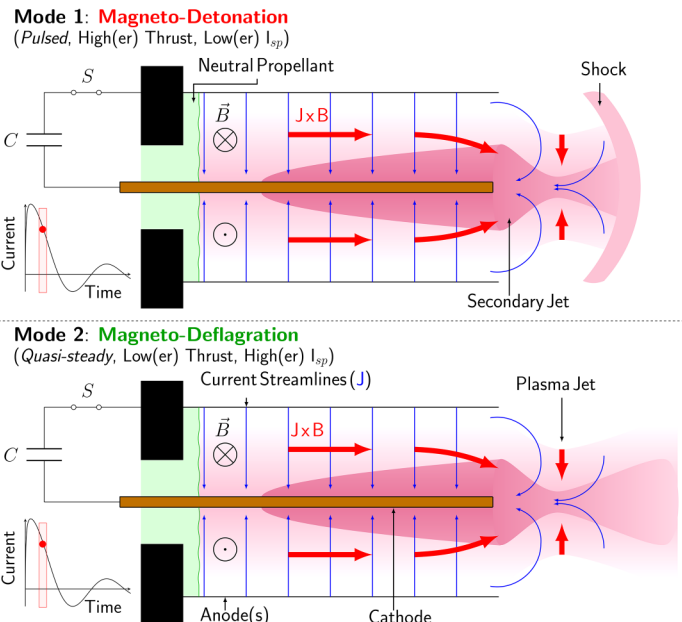 Mode 1: Magneto-Detonation
(Pulsed, High(er) Thrust, Low(er) Isp)
Neutral Propellant
Shock
S
C
B⃗
J x B
Current
Time
Secondary Jet
Mode 2: Magneto-Deflagration
(Quasi-steady, Low(er) Thrust, High(er) Isp)
Current Streamlines (J)
Plasma Jet
S
C
B⃗
J x B
Current
Time
Anode(s)
Cathode